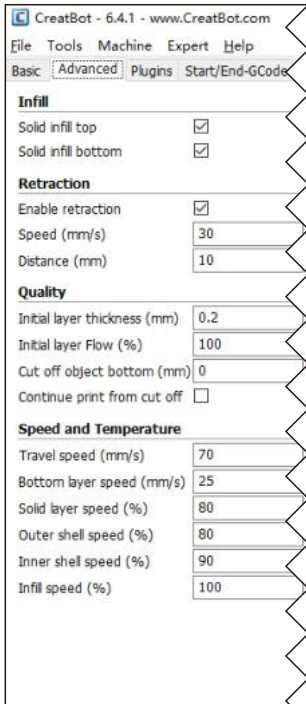 CreatBot - 6.4.1 - www.CreatBot.com
File Tools Machine Expert Help
Basic Advanced Plugins Start/End-GCode
Infill
Solid infill top
Solid infill bottom
Retraction
Enable retraction
Speed (mm/s) 30
Distance (mm) 10
Quality
Initial layer thickness (mm) 0.2
Initial layer Flow (%) 100
Cut off object bottom (mm) 0
Continue print from cut off
Speed and Temperature
Travel speed (mm/s) 70
Bottom layer speed (mm/s) 25
Solid layer speed (%) 80
Outer shell speed (%) 80
Inner shell speed (%) 90
Infill speed (%) 100